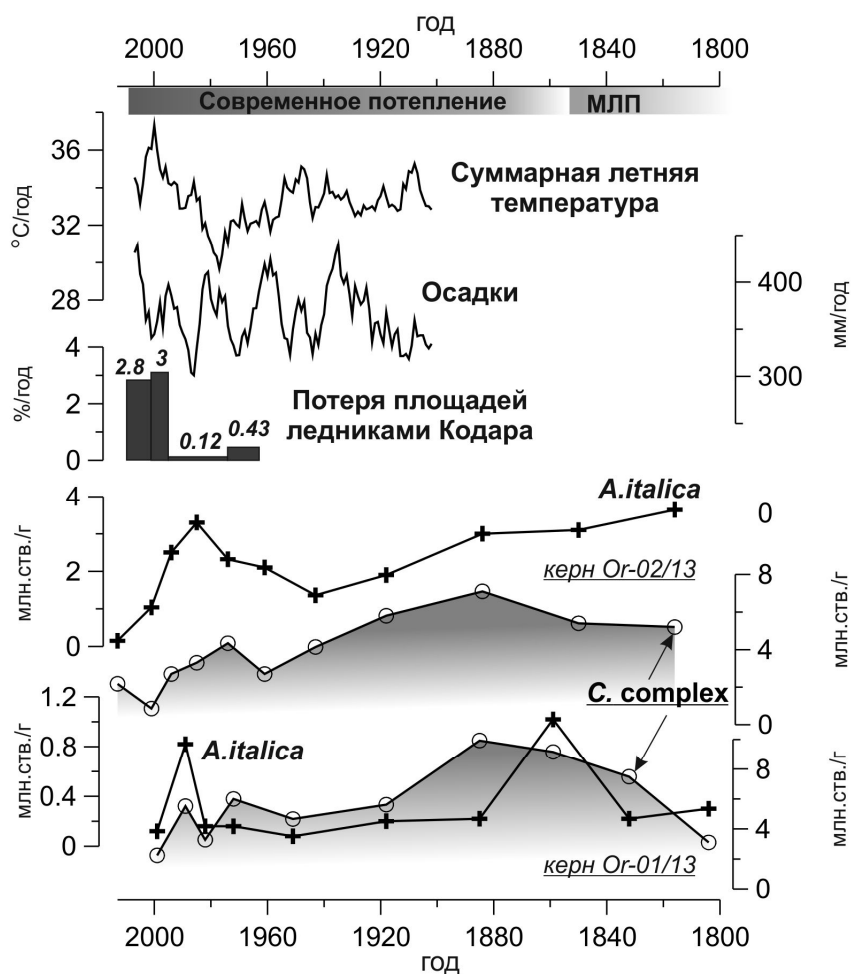 год
2000 1960 1920 1880 1840 1800
Современное потепление МЛП
36
32
28
°C/год
Суммарная летняя
температура
Осадки
400
300
мм/год
4
2
0
%/год
2.8 3 0.12 0.43
Потеря площадей
ледниками Кодара
4
2
0
млн.ств./г
A.italica
0
керн Or-02/13
8
4
0
млн.ств./г
C. complex
1.2
0.8
0.4
0
млн.ств./г
A.italica
8
4
0
млн.ств./г
керн Or-01/13
2000 1960 1920 1880 1840 1800
год